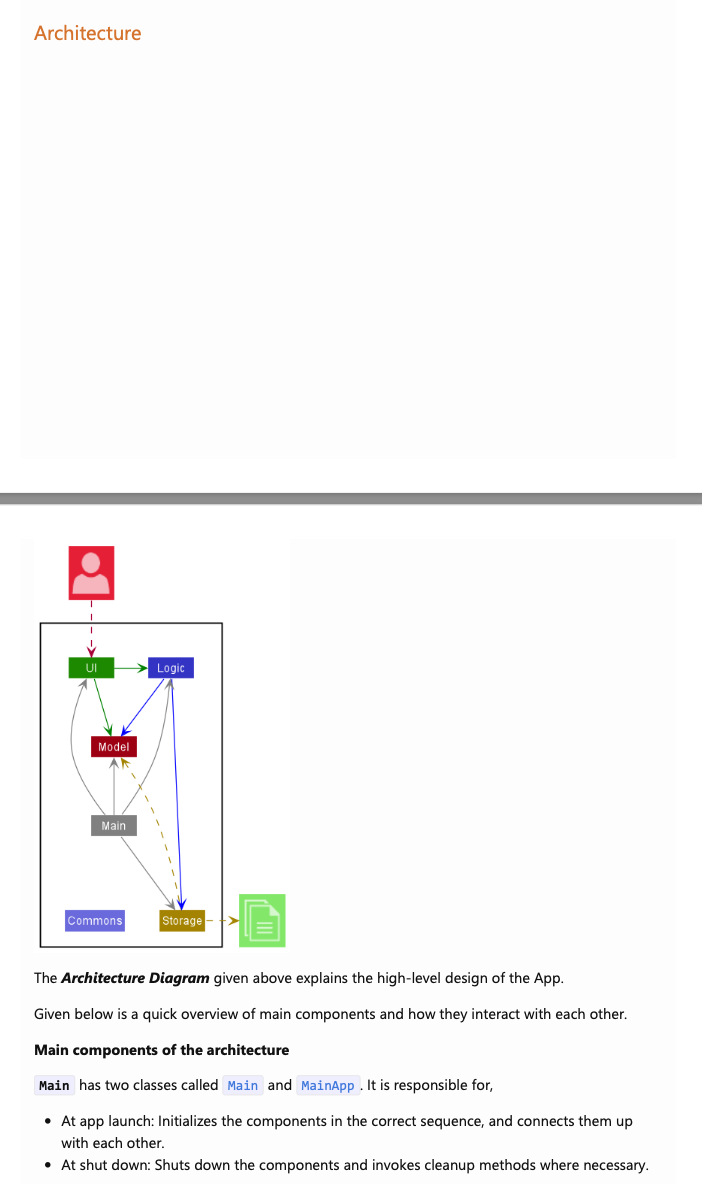 Architecture
UI
Logic
Model
Main
Commons
Storage
The Architecture Diagram given above explains the high-level design of the App.
Given below is a quick overview of main components and how they interact with each other.
Main components of the architecture
Main has two classes called Main and MainApp. It is responsible for,
• At app launch: Initializes the components in the correct sequence, and connects them up
with each other.
• At shut down: Shuts down the components and invokes cleanup methods where necessary.